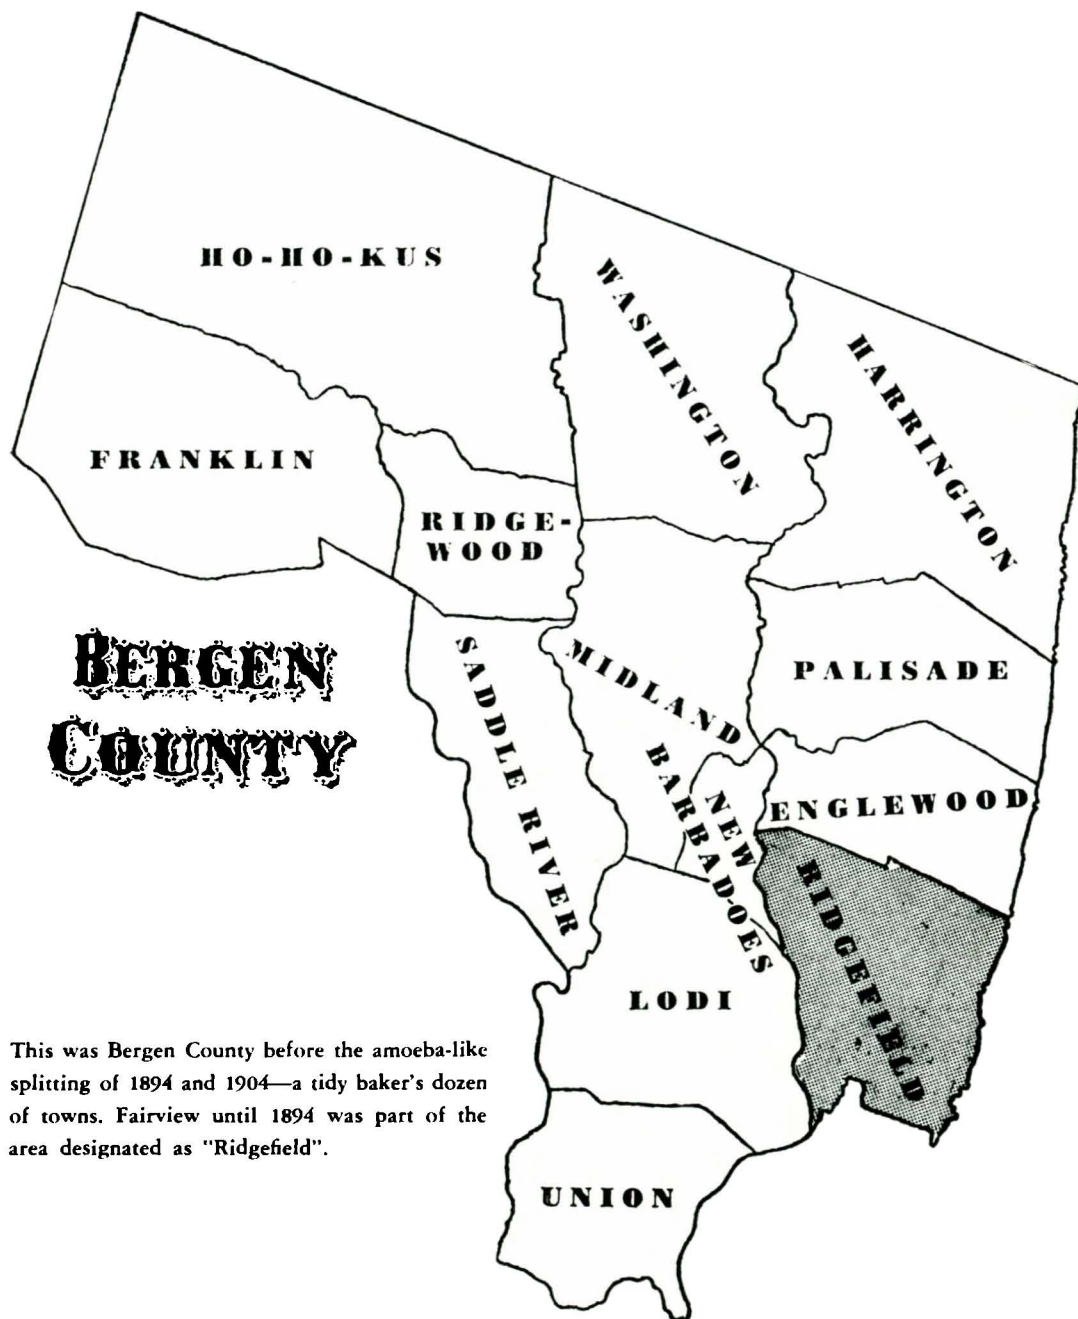 HO-HO-KUS
WASHINGTON
HARRINGTON
FRANKLIN
RIDGE-
WOOD
BERGEN
COUNTY
SADDLE RIVER
MIDLAND
PALISADE
NEW
BARBADOES
ENGLEWOOD
RIDGEFIELD
LODI
This was Bergen County before the amoeba-like
splitting of 1894 and 1904—a tidy baker's dozen
of towns. Fairview until 1894 was part of the
area designated as "Ridgefield".
UNION